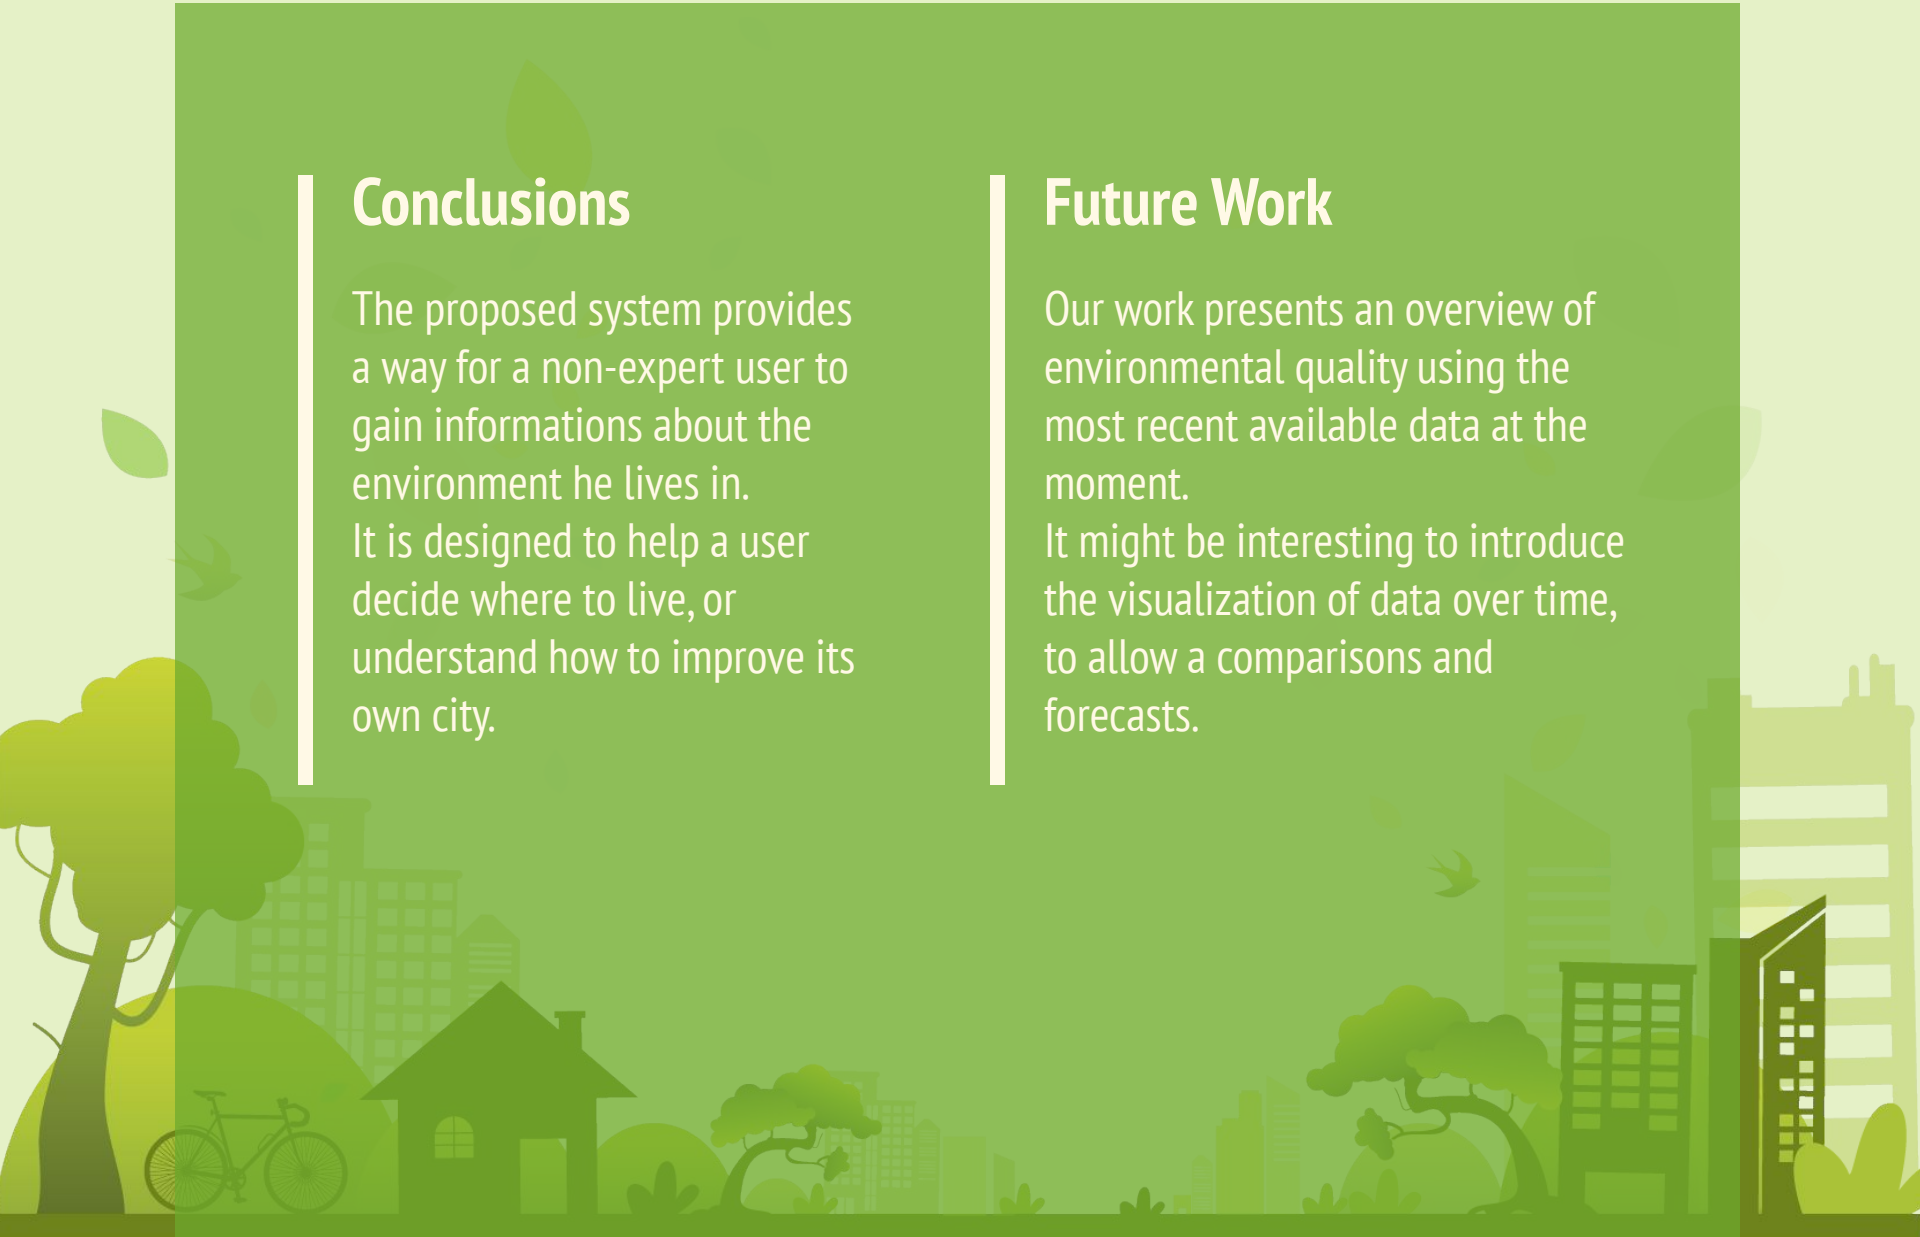 Conclusions
The proposed system provides
a way for a non-expert user to
gain informations about the
environment he lives in.
It is designed to help a user
decide where to live, or
understand how to improve its
own city.
Future Work
Our work presents an overview of
environmental quality using the
most recent available data at the
moment.
It might be interesting to introduce
the visualization of data over time,
to allow a comparisons and
forecasts.